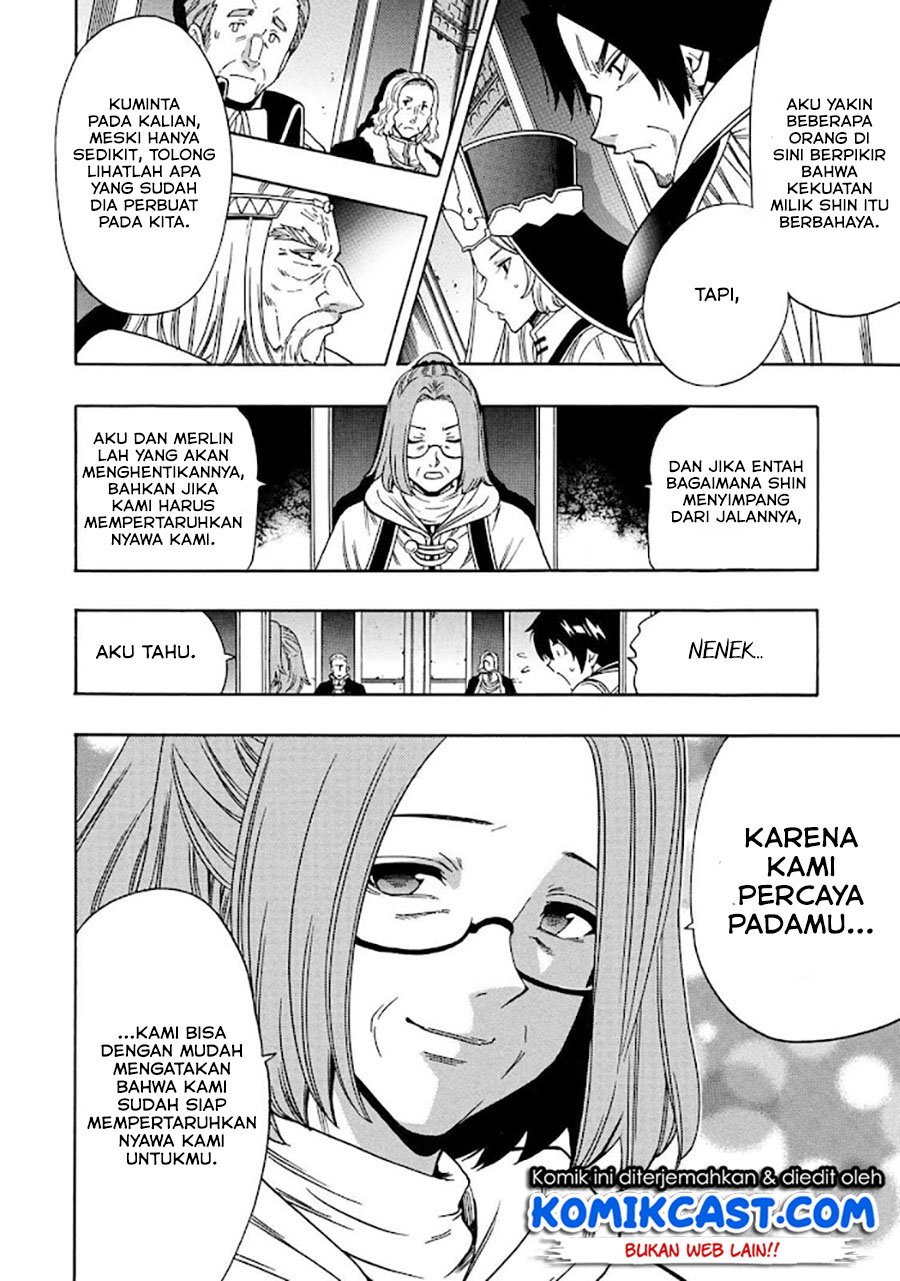 AKU YAKIN
BEBERAPA
ORANG DI
SINI BERPIKIR
BAHWA
KEKUATAN
MILIK SHIN ITU
BERBAHAYA.
TAPI,
KUMINTA
PADA KALIAN,
MESKI HANYA
SEDIKIT, TOLONG
LIHATLAH APA
YANG SUDAH
DIA PERBUAT
PADA KITA.
DAN JIKA ENTAH
BAGAIMANA SHIN
MENYIMPANG
DARI JALANNYA,
AKU DAN MERLIN
LAH YANG AKAN
MENGHENTIKANNYA,
BAHKAN JIKA
KAMI HARUS
MEMPERTARUHKAN
NYAWA KAMI.
NENEK...
AKU TAHU.
KARENA
KAMI
PERCAYA
PADAMU...
...KAMI BISA
DENGAN MUDAH
MENGATAKAN
BAHWA KAMI
SUDAH SIAP
MEMPERTARUHKAN
NYAWA KAMI
UNTUKMU.
Komik ini diterjemahkan & diedit oleh
KOMIKCAST.COM
BUKAN WEB LAIN!!